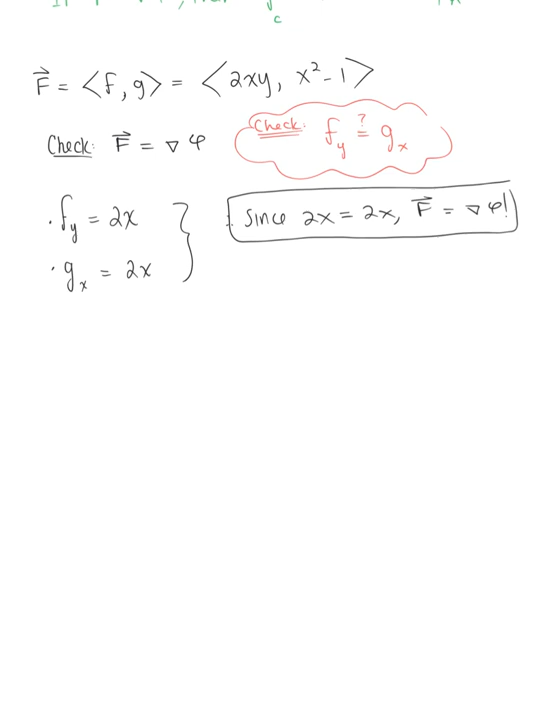 F⃗ = <f, g> = <2xy, x² - 1>
Check: F⃗ = ∇φ
Check: f_y ≟ g_x
· f_y = 2x
· g_x = 2x
Since 2x = 2x, F⃗ = ∇φ!
c